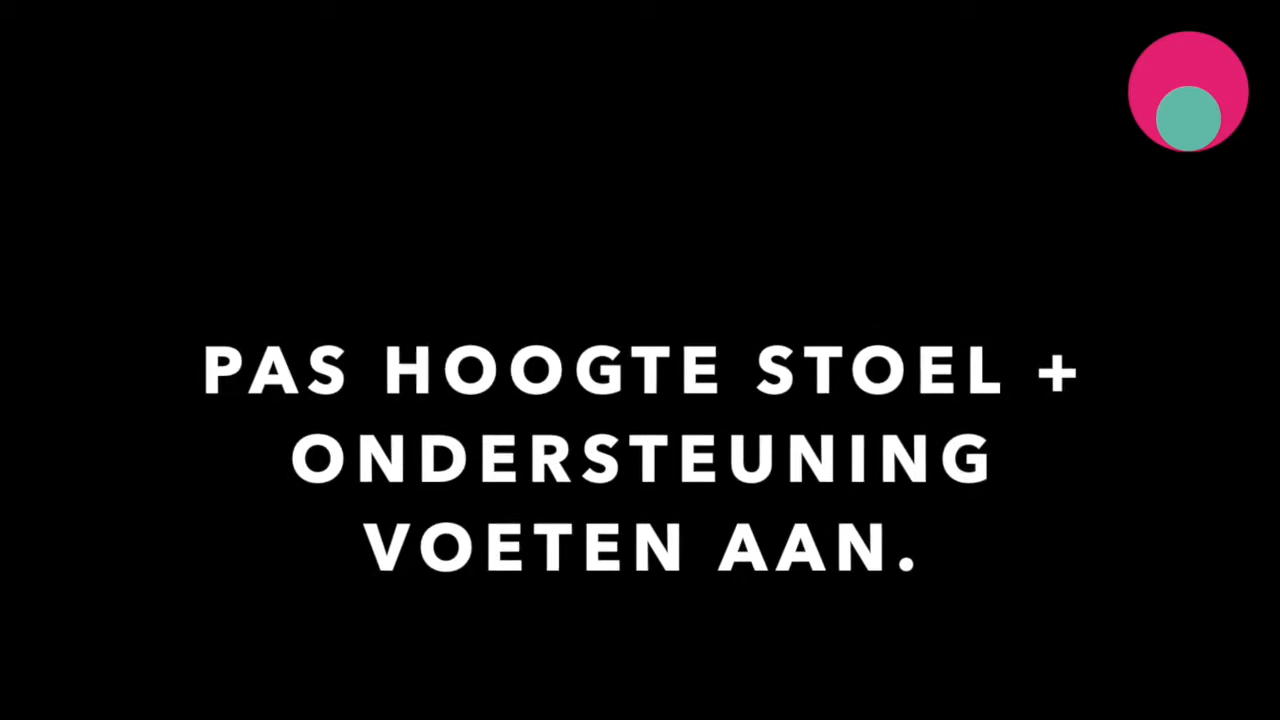 PAS HOOGTE STOEL +
ONDERSTEUNING
VOETEN AAN.